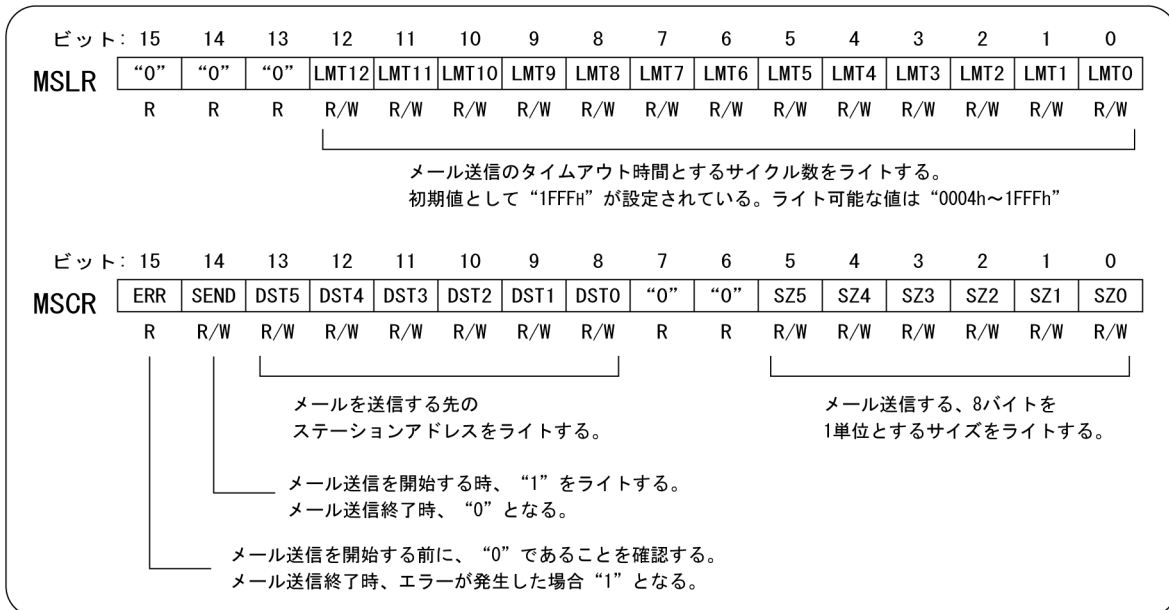 ビット: 15 14 13 12 11 10 9 8 7 6 5 4 3 2 1 0
MSLR “0” “0” “0” LMT12 LMT11 LMT10 LMT9 LMT8 LMT7 LMT6 LMT5 LMT4 LMT3 LMT2 LMT1 LMT0
R R R R/W R/W R/W R/W R/W R/W R/W R/W R/W R/W R/W R/W R/W
メール送信のタイムアウト時間とするサイクル数をライトする。
初期値として“1FFFH”が設定されている。ライト可能な値は“0004h～1FFFh”
ビット: 15 14 13 12 11 10 9 8 7 6 5 4 3 2 1 0
MSCR ERR SEND DST5 DST4 DST3 DST2 DST1 DST0 “0” “0” SZ5 SZ4 SZ3 SZ2 SZ1 SZ0
R R/W R/W R/W R/W R/W R/W R/W R R R/W R/W R/W R/W R/W R/W
メールを送信する先の
ステーションアドレスをライトする。
メール送信する、8バイトを
1単位とするサイズをライトする。
メール送信を開始する時、“1”をライトする。
メール送信終了時、“0”となる。
メール送信を開始する前に、“0”であることを確認する。
メール送信終了時、エラーが発生した場合“1”となる。